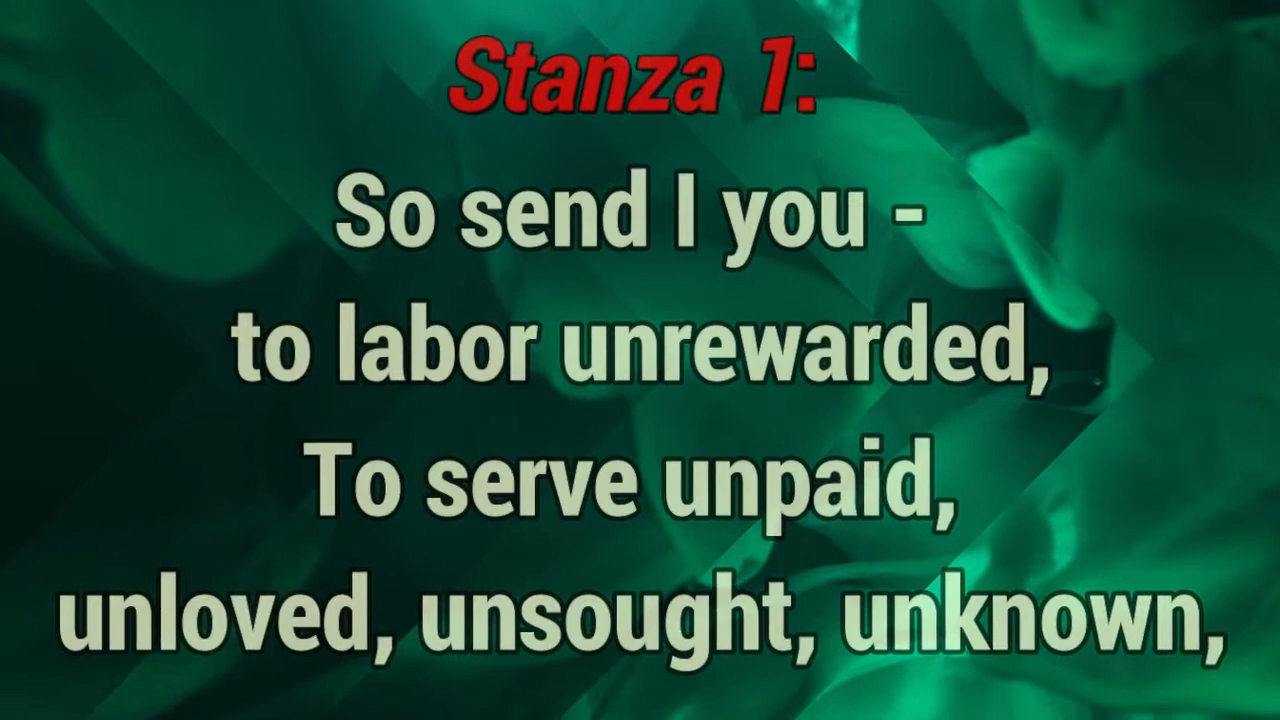 Stanza 1:
So send I you -
to labor unrewarded,
To serve unpaid,
unloved, unsought, unknown,